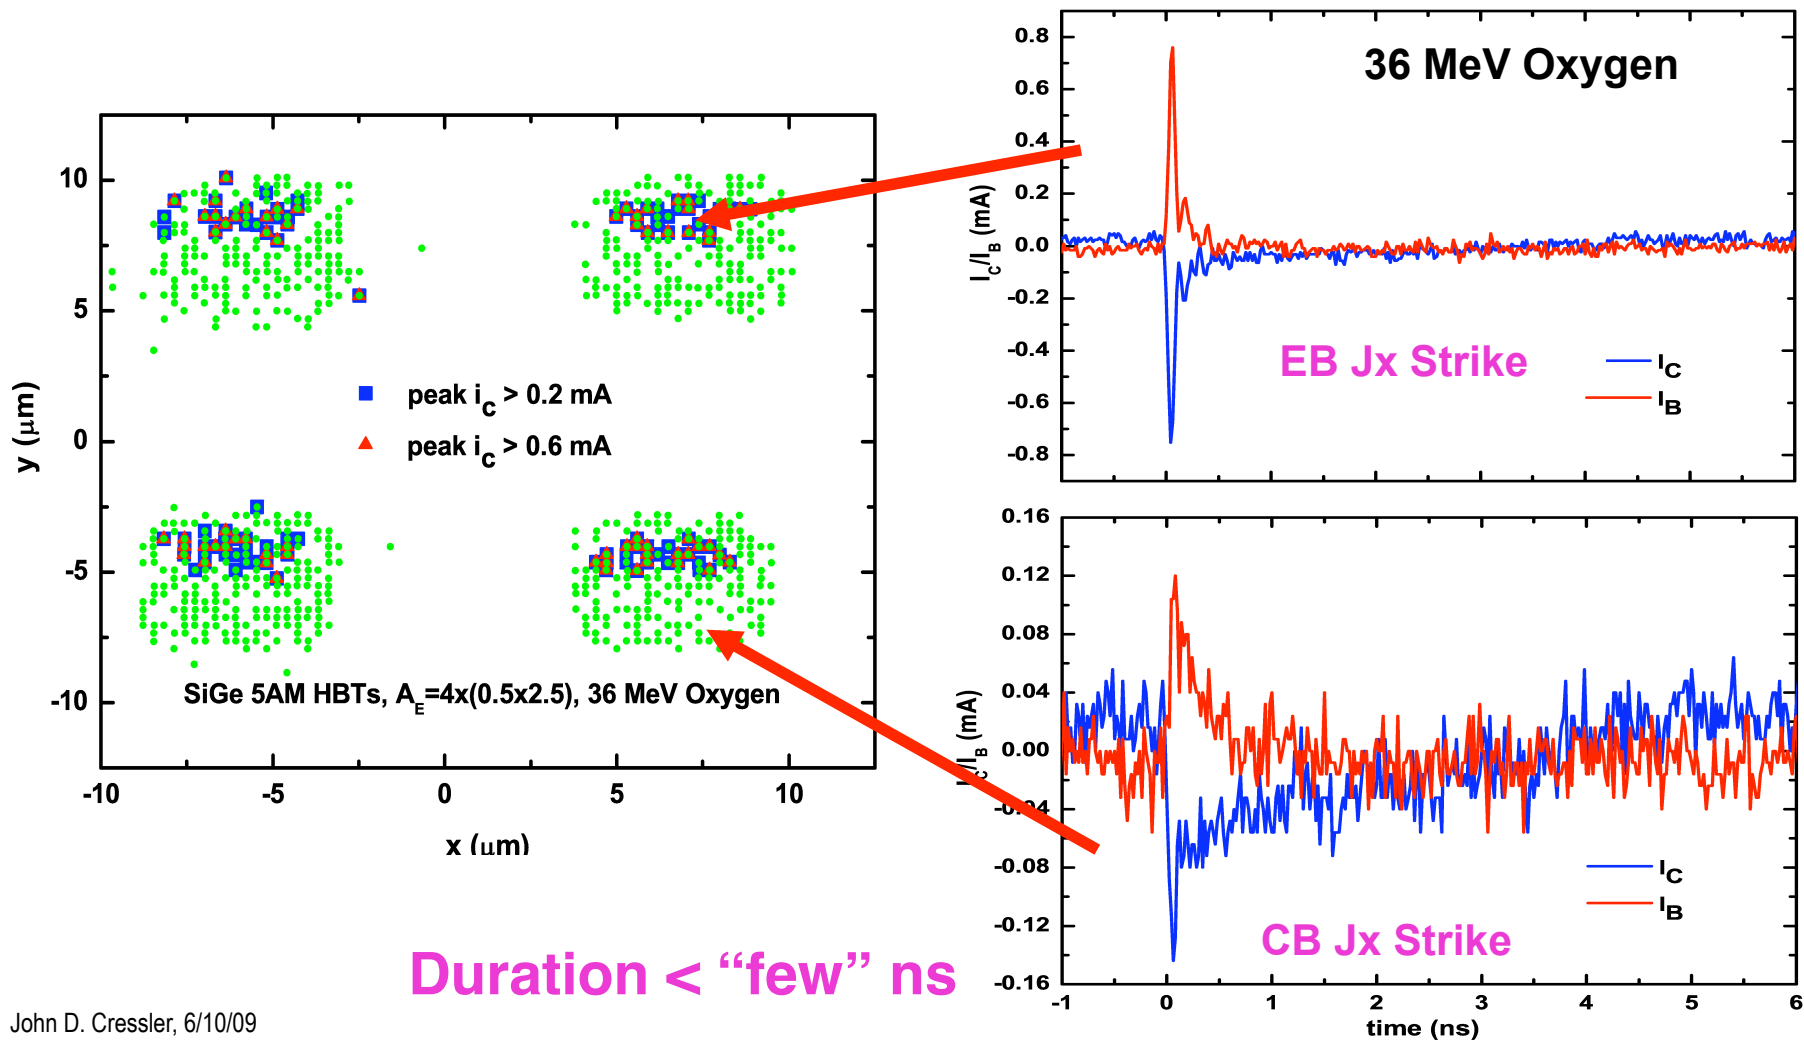 10
5
0
-5
-10
y (μm)
-10
-5
0
5
10
x (μm)
peak iC > 0.2 mA
peak iC > 0.6 mA
SiGe 5AM HBTs, AE=4x(0.5x2.5), 36 MeV Oxygen
0.8
0.6
0.4
0.2
0.0
-0.2
-0.4
-0.6
-0.8
IC/IB (mA)
36 MeV Oxygen
EB Jx Strike
IC
IB
0.16
0.12
0.08
0.04
0.00
-0.04
-0.08
-0.12
-0.16
IC/IB (mA)
IC
IB
CB Jx Strike
-1
0
1
2
3
4
5
6
time (ns)
Duration < “few” ns
John D. Cressler, 6/10/09